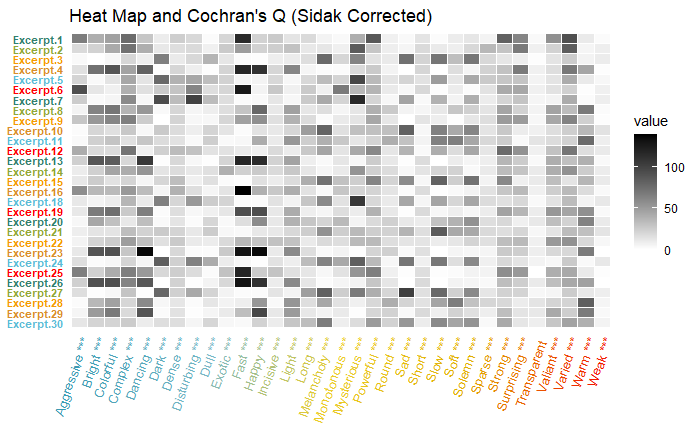 Heat Map and Cochran's Q (Sidak Corrected)
Excerpt.1
Excerpt.2
Excerpt.3
Excerpt.4
Excerpt.5
Excerpt.6
Excerpt.7
Excerpt.8
Excerpt.9
Excerpt.10
Excerpt.11
Excerpt.12
Excerpt.13
Excerpt.14
Excerpt.15
Excerpt.16
Excerpt.18
Excerpt.19
Excerpt.20
Excerpt.21
Excerpt.22
Excerpt.23
Excerpt.24
Excerpt.25
Excerpt.26
Excerpt.27
Excerpt.28
Excerpt.29
Excerpt.30
value
100
50
0
Aggressive ***
Bright ***
Colorful ***
Complex ***
Dancing ***
Dark ***
Dense ***
Disturbing ***
Dull ***
Exotic ***
Fast ***
Happy ***
Incisive ***
Light ***
Long ***
Melancholy ***
Monotonous ***
Mysterious ***
Powerful ***
Round ***
Sad ***
Short ***
Slow ***
Soft ***
Solemn ***
Sparse ***
Strong ***
Surprising ***
Transparent
Valiant ***
Varied ***
Warm ***
Weak ***